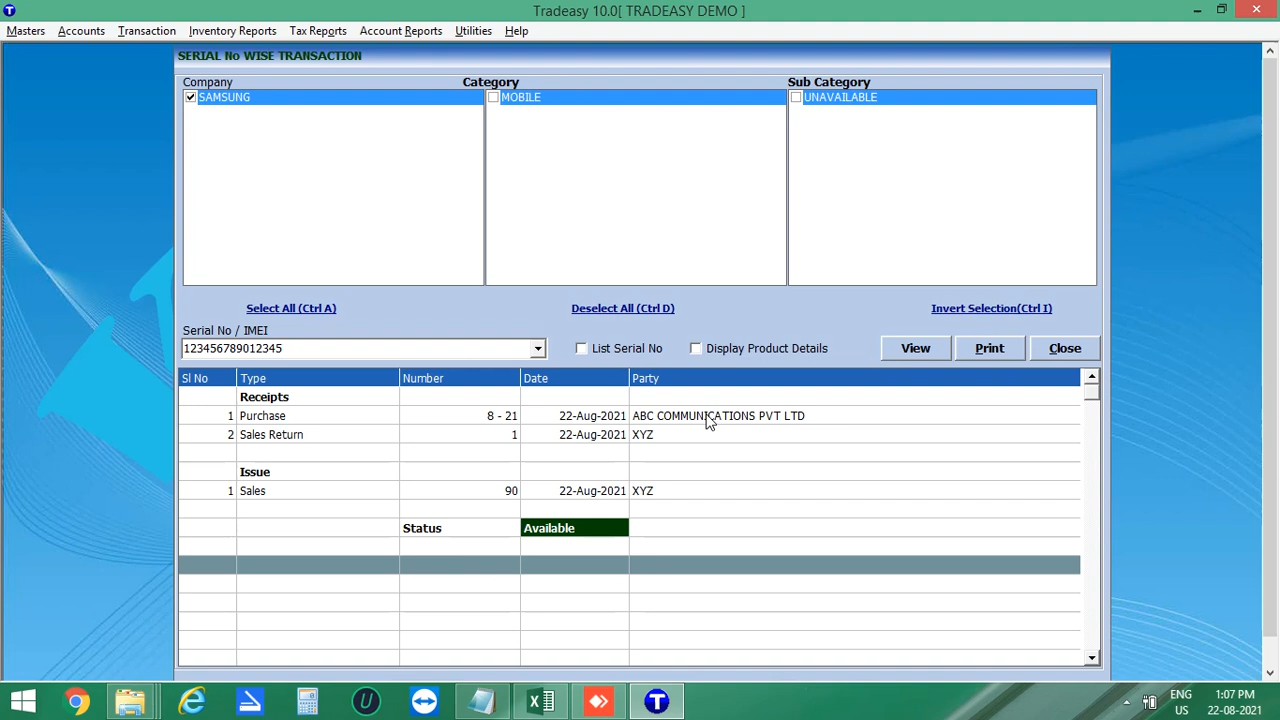 Tradeasy 10.0[ TRADEASY DEMO ]
Masters Accounts Transaction Inventory Reports Tax Reports Account Reports Utilities Help
SERIAL No WISE TRANSACTION
Company Category Sub Category
SAMSUNG MOBILE UNAVAILABLE
Select All (Ctrl A) Deselect All (Ctrl D) Invert Selection(Ctrl I)
Serial No / IMEI
123456789012345 List Serial No Display Product Details View Print Close
Sl No Type Number Date Party
Receipts
1 Purchase 8 - 21 22-Aug-2021 ABC COMMUNICATIONS PVT LTD
2 Sales Return 1 22-Aug-2021 XYZ
Issue
1 Sales 90 22-Aug-2021 XYZ
Status Available
ENG 1:07 PM
US 22-08-2021